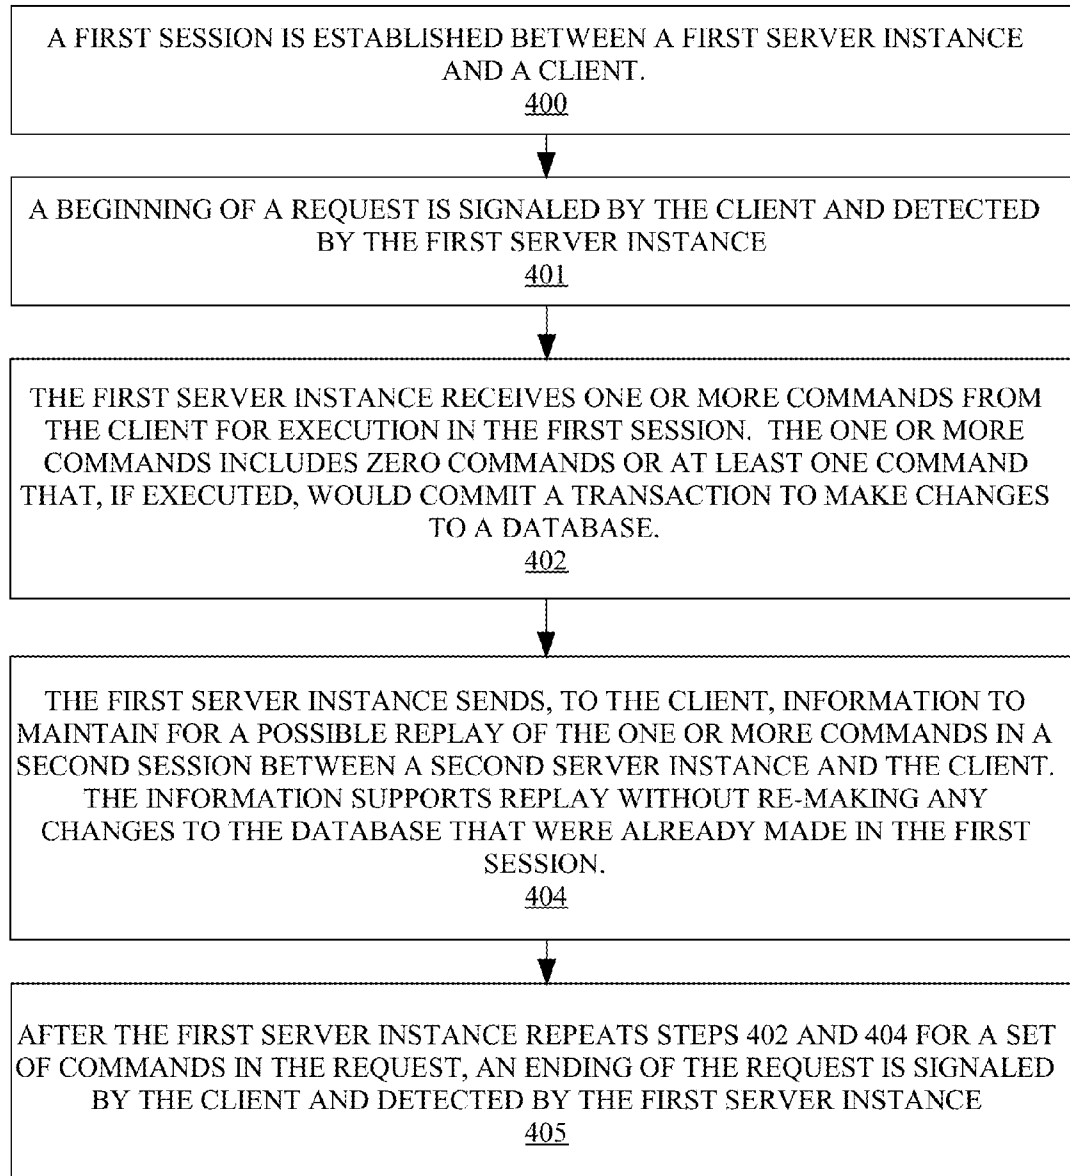 A FIRST SESSION IS ESTABLISHED BETWEEN A FIRST SERVER INSTANCE
AND A CLIENT.
400
A BEGINNING OF A REQUEST IS SIGNALED BY THE CLIENT AND DETECTED
BY THE FIRST SERVER INSTANCE
401
THE FIRST SERVER INSTANCE RECEIVES ONE OR MORE COMMANDS FROM
THE CLIENT FOR EXECUTION IN THE FIRST SESSION. THE ONE OR MORE
COMMANDS INCLUDES ZERO COMMANDS OR AT LEAST ONE COMMAND
THAT, IF EXECUTED, WOULD COMMIT A TRANSACTION TO MAKE CHANGES
TO A DATABASE.
402
THE FIRST SERVER INSTANCE SENDS, TO THE CLIENT, INFORMATION TO
MAINTAIN FOR A POSSIBLE REPLAY OF THE ONE OR MORE COMMANDS IN A
SECOND SESSION BETWEEN A SECOND SERVER INSTANCE AND THE CLIENT.
THE INFORMATION SUPPORTS REPLAY WITHOUT RE-MAKING ANY
CHANGES TO THE DATABASE THAT WERE ALREADY MADE IN THE FIRST
SESSION.
404
AFTER THE FIRST SERVER INSTANCE REPEATS STEPS 402 AND 404 FOR A SET
OF COMMANDS IN THE REQUEST, AN ENDING OF THE REQUEST IS SIGNALED
BY THE CLIENT AND DETECTED BY THE FIRST SERVER INSTANCE
405